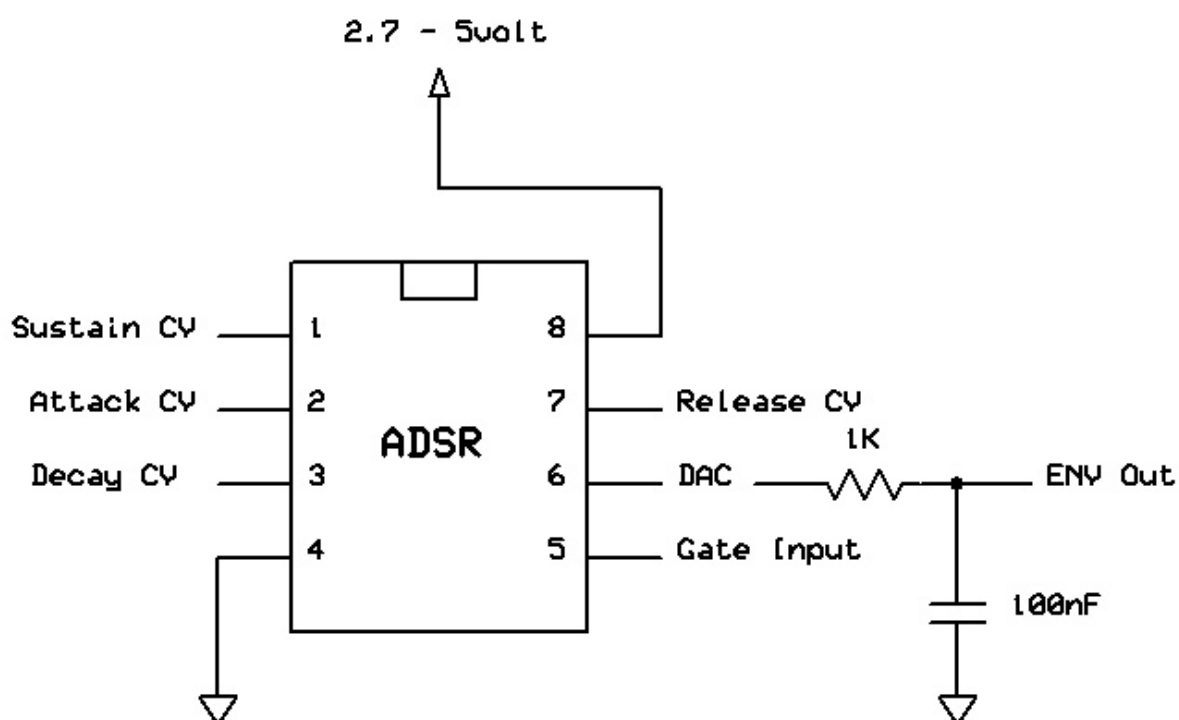 2.7 - 5volt
Sustain CV 1 8
Attack CV 2 7 Release CV
1K
ADSR
Decay CV 3 6 DAC ENV Out
4 5 Gate Input
100nF